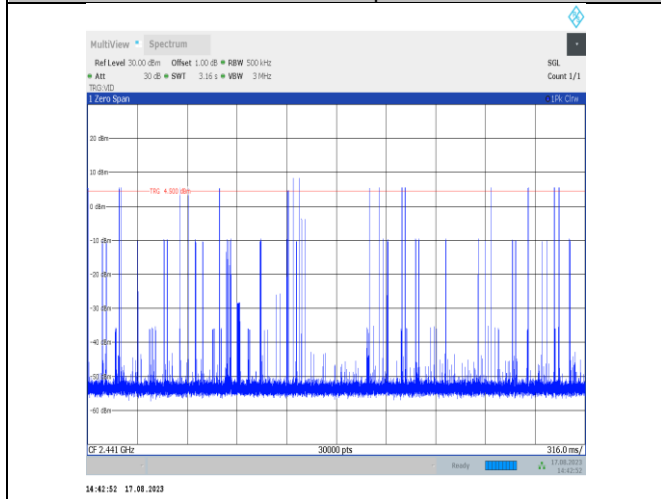 MultiView Spectrum
Ref Level 30.00 dBm Offset 1.00 dB RBW 500 kHz SGL
Att 30 dB SWT 3.16 s VBW 3 MHz Count 1/1
TRG:VID
1 Zero Span 1Pk Clrw
20 dBm
10 dBm
TRG 4.500 dBm
0 dBm
-10 dBm
-20 dBm
-30 dBm
-40 dBm
-50 dBm
-60 dBm
CF 2.441 GHz 30000 pts 316.0 ms/
Ready 17.08.2023
14:42:52
14:42:52 17.08.2023